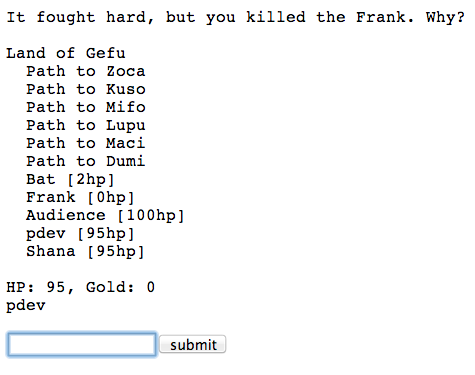 It fought hard, but you killed the Frank. Why?
Land of Gefu
Path to Zoca
Path to Kuso
Path to Mifo
Path to Lupu
Path to Maci
Path to Dumi
Bat [2hp]
Frank [0hp]
Audience [100hp]
pdev [95hp]
Shana [95hp]
HP: 95, Gold: 0
pdev
submit